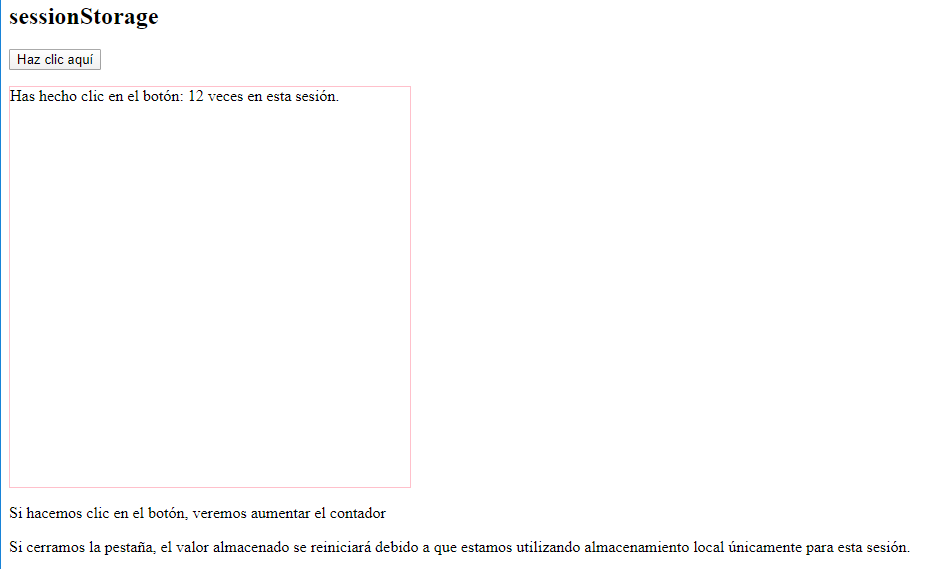 sessionStorage
Haz clic aquí
Has hecho clic en el botón: 12 veces en esta sesión.
Si hacemos clic en el botón, veremos aumentar el contador
Si cerramos la pestaña, el valor almacenado se reiniciará debido a que estamos utilizando almacenamiento local únicamente para esta sesión.